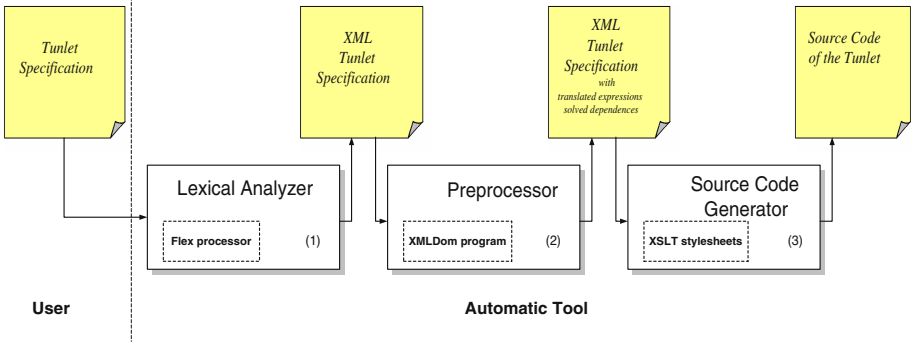 Tunlet
Specification
XML
Tunlet
Specification
XML
Tunlet
Specification
with
translated expressions
solved dependences
Source Code
of the Tunlet
Lexical Analyzer
Flex processor
(1)
Preprocessor
XMLDom program
(2)
Source Code
Generator
XSLT stylesheets
(3)
User
Automatic Tool